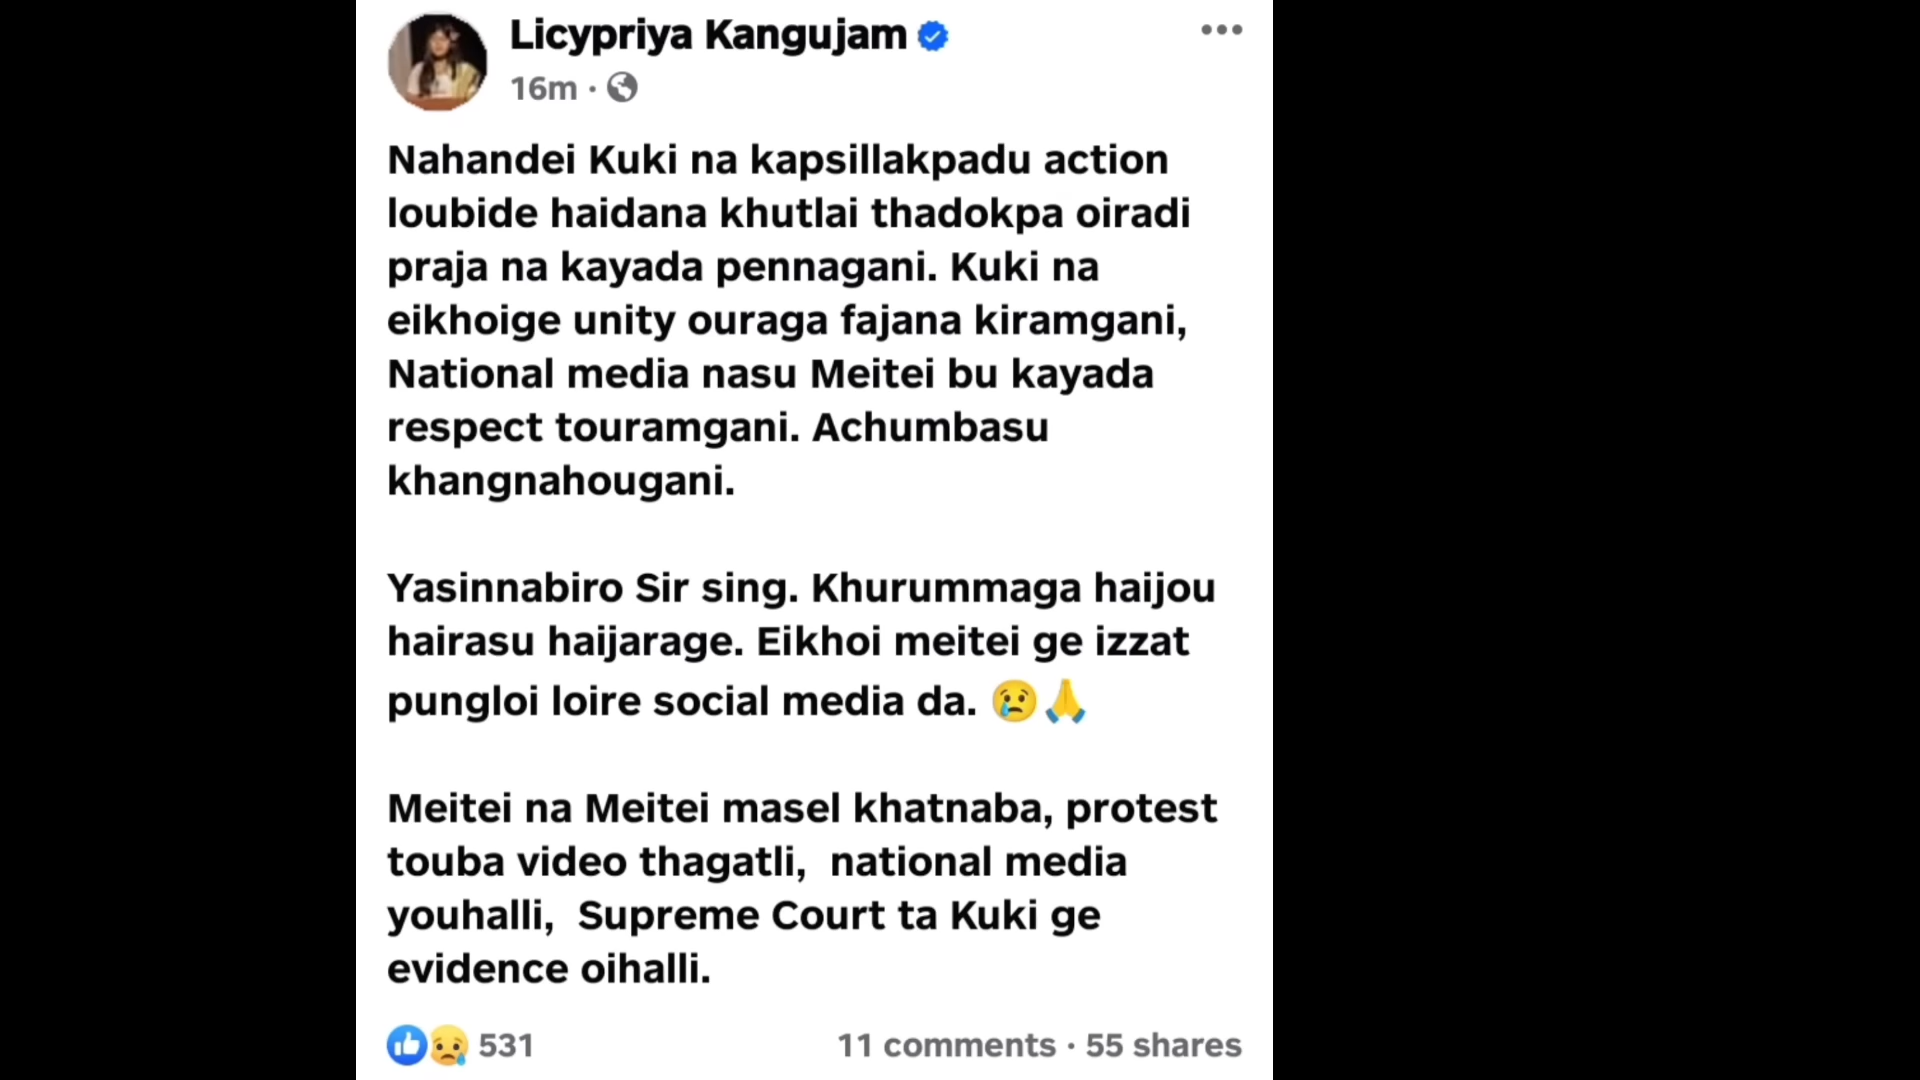 Licypriya Kangujam
16m ·
Nahandei Kuki na kapsillakpadu action
loubide haidana khutlai thadokpa oiradi
praja na kayada pennagani. Kuki na
eikhoige unity ouraga fajana kiramgani,
National media nasu Meitei bu kayada
respect touramgani. Achumbasu
khangnahougani.
Yasinnabiro Sir sing. Khurummaga haijou
hairasu haijarage. Eikhoi meitei ge izzat
pungloi loire social media da. 😢🙏
Meitei na Meitei masel khatnaba, protest
touba video thagatli,  national media
youhalli,  Supreme Court ta Kuki ge
evidence oihalli.
531 11 comments · 55 shares